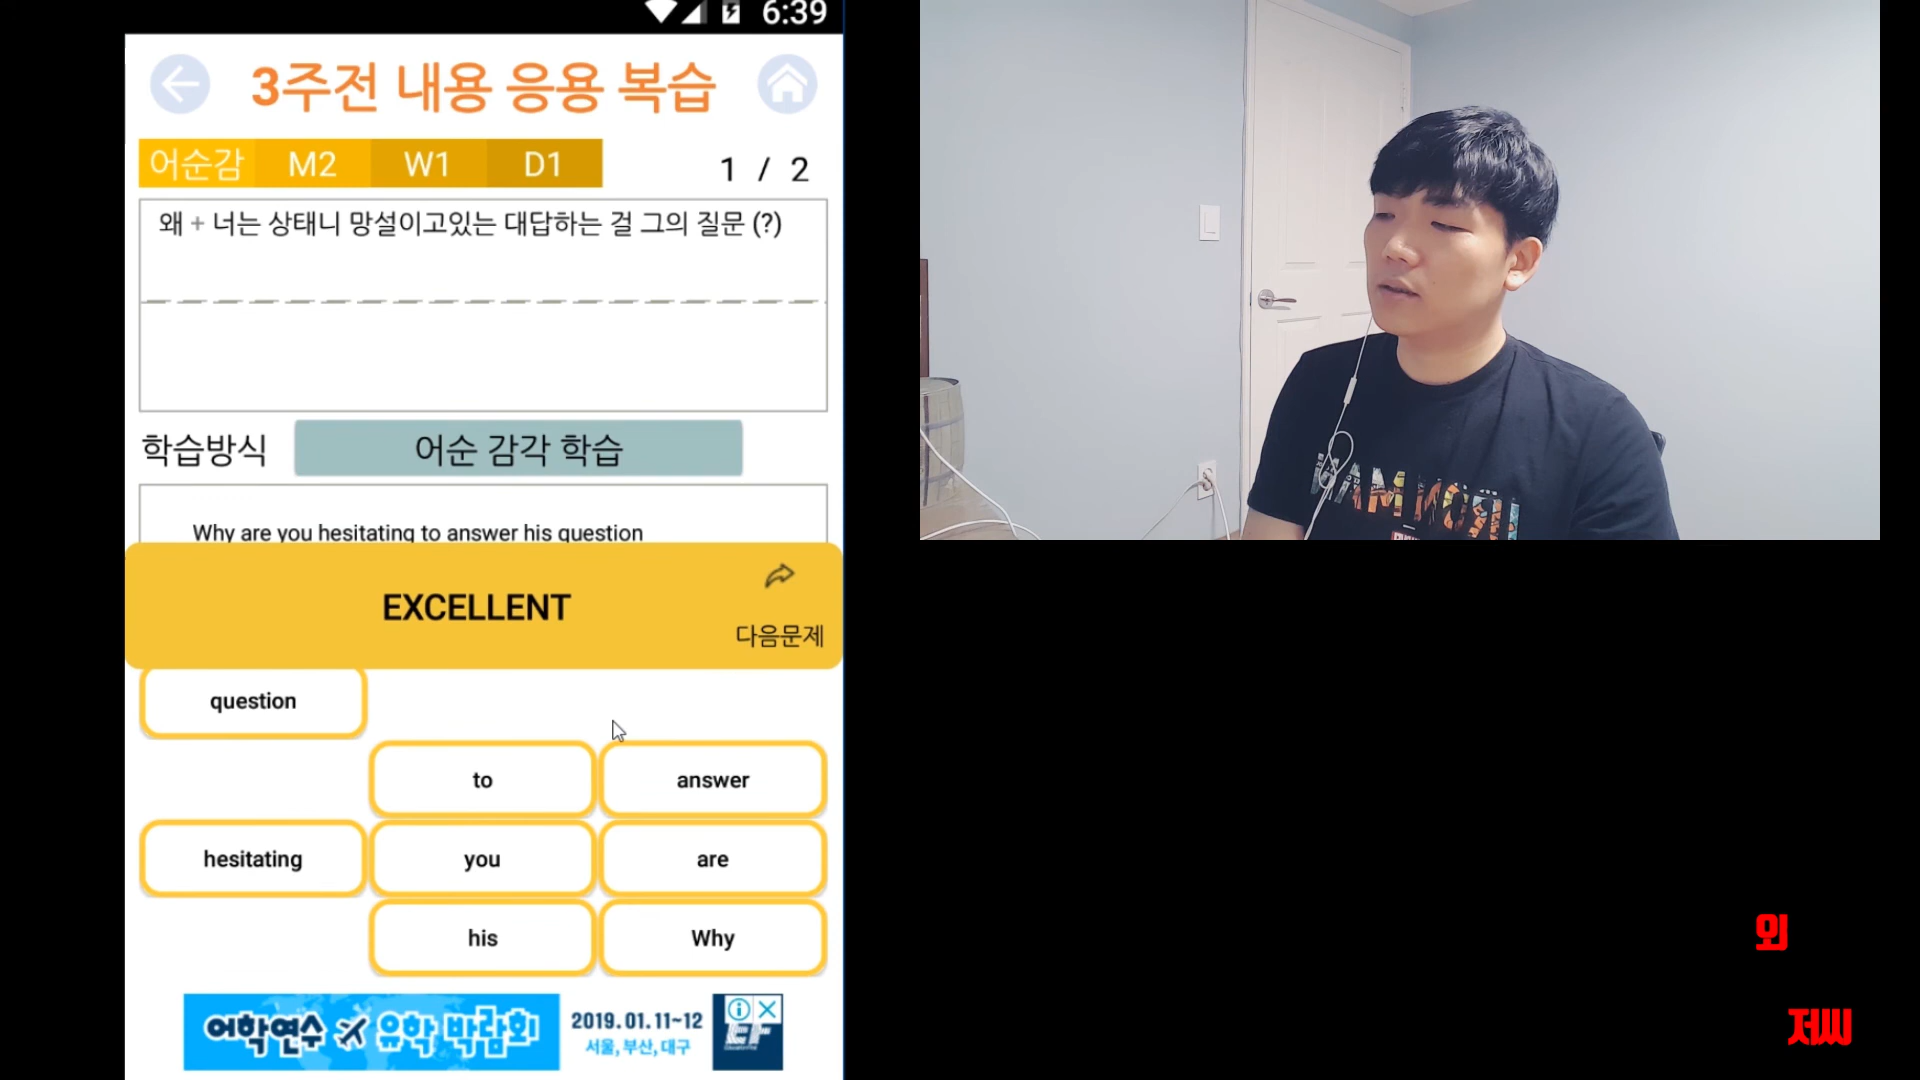 6:39
3주전 내용 응용 복습
어순감 M2 W1 D1 1 / 2
왜 + 너는 상태니 망설이고있는 대답하는 걸 그의 질문 (?)
학습방식 어순 감각 학습
Why are you hesitating to answer his question
EXCELLENT
다음문제
question
to answer
hesitating you are
his Why
어학연수 유학 박람회
2019.01.11~12
서울, 부산, 대구
EF
외
저씨